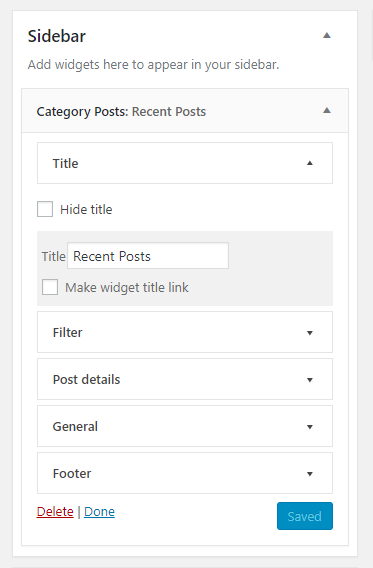 Sidebar
Add widgets here to appear in your sidebar.
Category Posts: Recent Posts
Title
Hide title
Title Recent Posts
Make widget title link
Filter
Post details
General
Footer
Delete | Done Saved